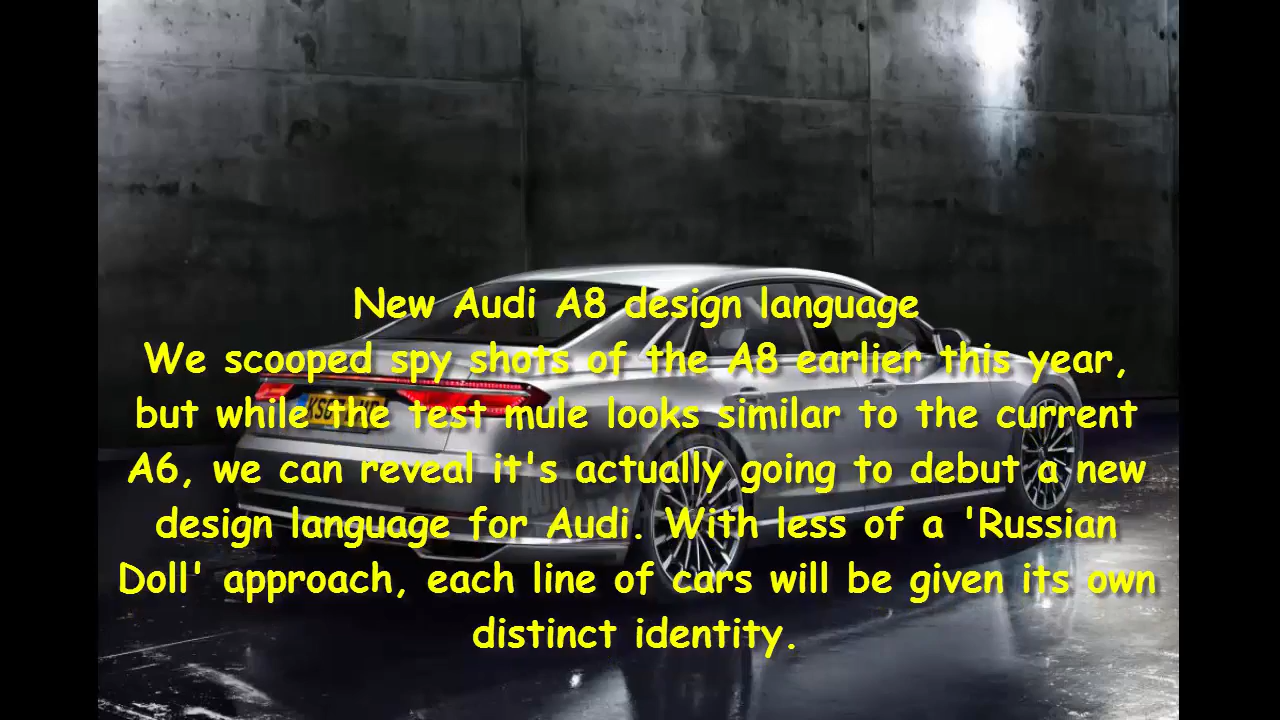 New Audi A8 design language
We scooped spy shots of the A8 earlier this year,
but while the test mule looks similar to the current
A6, we can reveal it's actually going to debut a new
design language for Audi. With less of a 'Russian
Doll' approach, each line of cars will be given its own
distinct identity.